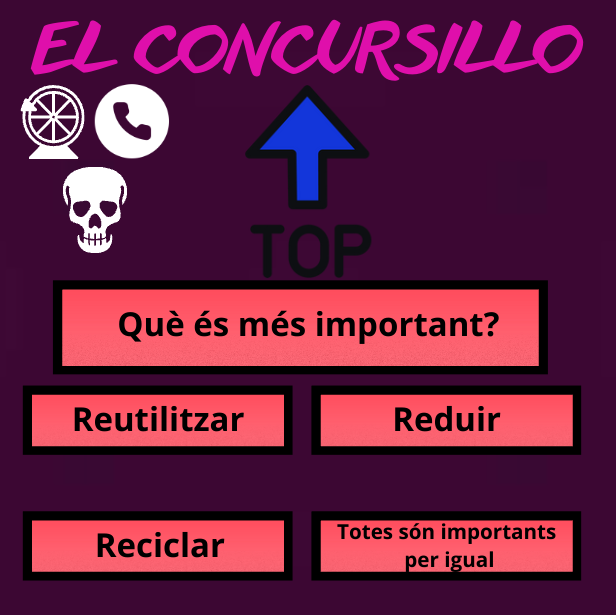 EL CONCURSILLO
TOP
Què és més important?
Reutilitzar
Reduir
Reciclar
Totes són importants
per igual